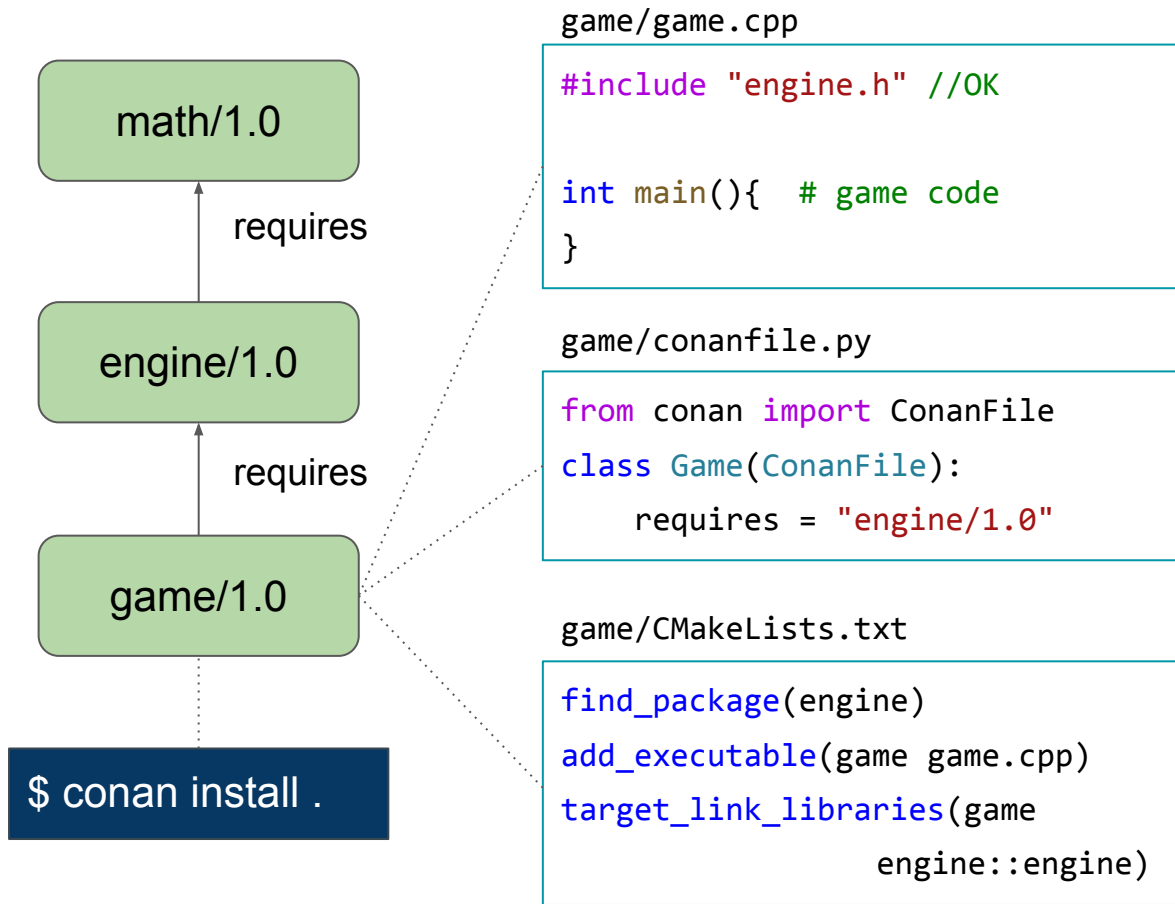 math/1.0
requires
engine/1.0
requires
game/1.0
$ conan install .
game/game.cpp
#include "engine.h" //OK
int main(){  # game code
}
game/conanfile.py
from conan import ConanFile
class Game(ConanFile):
    requires = "engine/1.0"
game/CMakeLists.txt
find_package(engine)
add_executable(game game.cpp)
target_link_libraries(game
                 engine::engine)